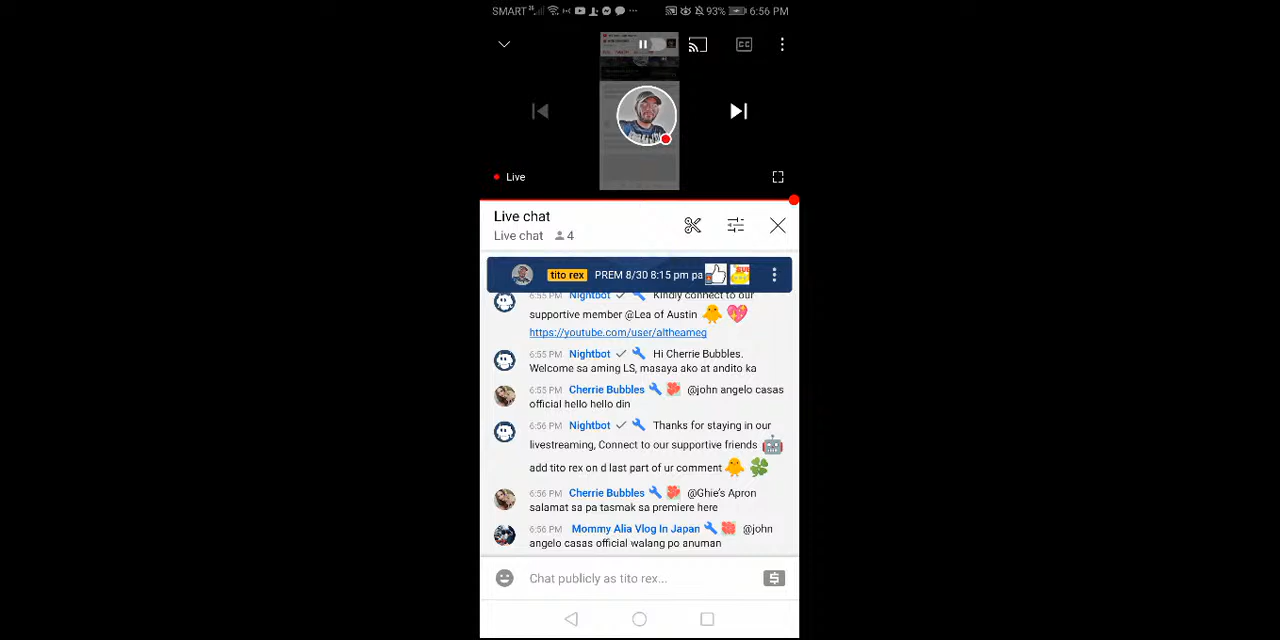 SMART 93% 6:56 PM
CC
Live
Live chat
Live chat 4
tito rex PREM 8/30 8:15 pm pa
6:55 PM Nightbot Kindly connect to our
supportive member @Lea of Austin
https://youtube.com/user/altheameg
6:55 PM Nightbot Hi Cherrie Bubbles.
Welcome sa aming LS, masaya ako at andito ka
6:55 PM Cherrie Bubbles @john angelo casas
official hello hello din
6:56 PM Nightbot Thanks for staying in our
livestreaming, Connect to our supportive friends
add tito rex on d last part of ur comment
6:56 PM Cherrie Bubbles @Ghie's Apron
salamat sa pa tasmak sa premiere here
6:56 PM Mommy Alia Vlog In Japan @john
angelo casas official walang po anuman
Chat publicly as tito rex...